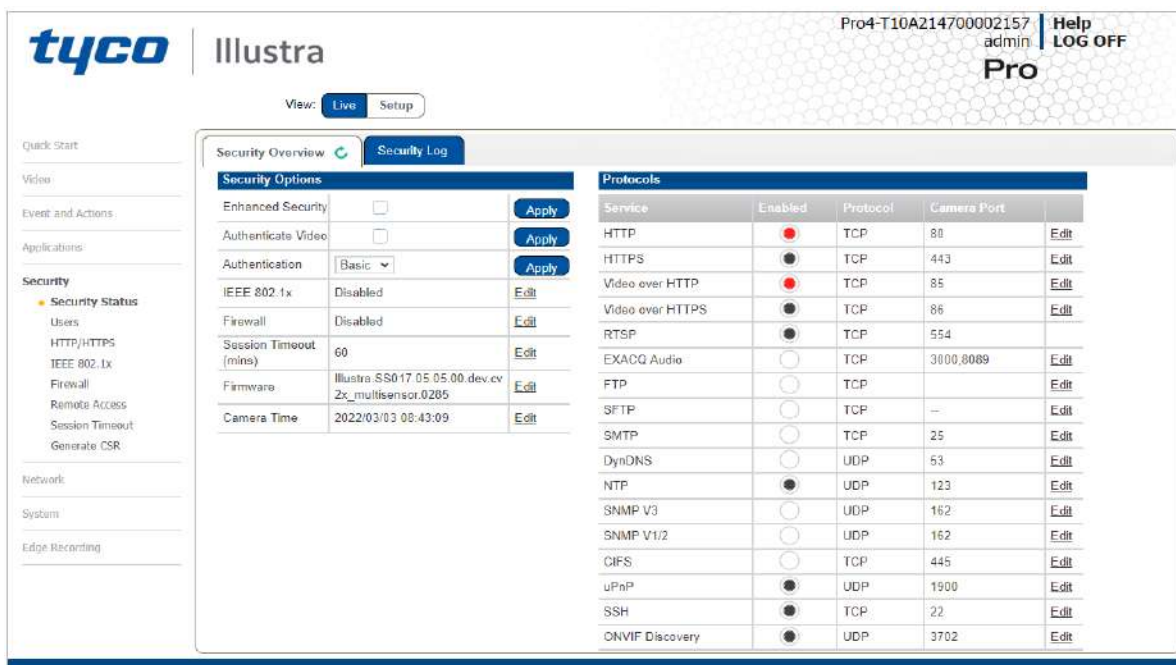 Pro4-T10A214700002157 Help
admin LOG OFF
tyco Illustra
Pro
View: Live Setup
Quick Start
Video
Event and Actions
Applications
Security
Security Status
Users
HTTP/HTTPS
IEEE 802.1x
Firewall
Remote Access
Session Timeout
Generate CSR
Network
System
Edge Recording
Security Overview Security Log
Security Options
Enhanced Security Apply
Authenticate Video Apply
Authentication Basic Apply
IEEE 802.1x Disabled Edit
Firewall Disabled Edit
Session Timeout
(mins) 60 Edit
Firmware Illustra.SS017.05.05.00.dev.cv
2x_multisensor.0285 Edit
Camera Time 2022/03/03 08:43:09 Edit
Protocols
Service Enabled Protocol Camera Port
HTTP TCP 80 Edit
HTTPS TCP 443 Edit
Video over HTTP TCP 85 Edit
Video over HTTPS TCP 86 Edit
RTSP TCP 554
EXACQ Audio TCP 3000,8089 Edit
FTP TCP Edit
SFTP TCP -- Edit
SMTP TCP 25 Edit
DynDNS UDP 53 Edit
NTP UDP 123 Edit
SNMP V3 UDP 162 Edit
SNMP V1/2 UDP 162 Edit
CIFS TCP 445 Edit
uPnP UDP 1900 Edit
SSH TCP 22 Edit
ONVIF Discovery UDP 3702 Edit